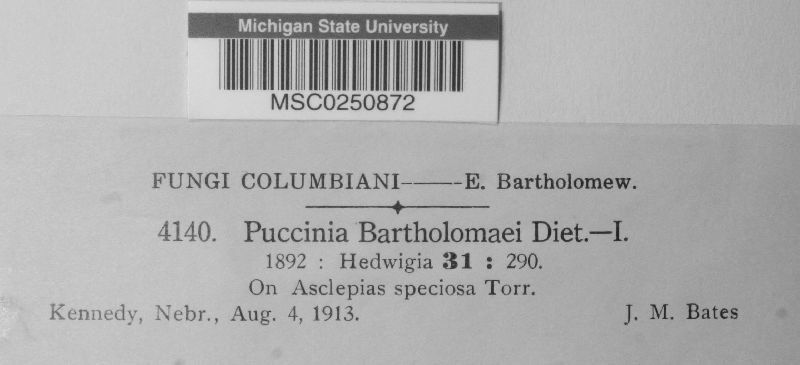 Michigan State University
MSC0250872
FUNGI COLUMBIANI——E. Bartholomew.
4140. Puccinia Bartholomaei Diet.—I.
1892 : Hedwigia 31 : 290.
On Asclepias speciosa Torr.
Kennedy, Nebr., Aug. 4, 1913. J. M. Bates